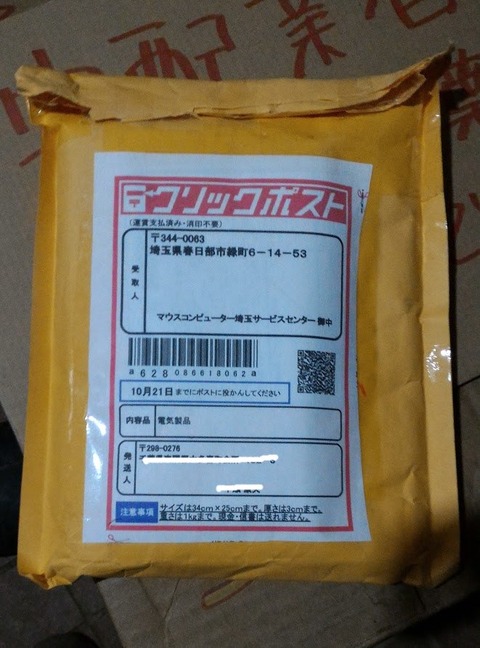 宅配業者
クリックポスト
(運賃支払済み・消印不要)
受取人
〒344-0063
埼玉県春日部市緑町6-14-53
マウスコンピューター埼玉サービスセンター 御中
a628086618062a
10月21日までにポストに投かんしてください
内容品
電気製品
発送人
〒298-0276
注意事項
サイズは34cm×25cmまで。厚さは3cmまで。
重さは1kgまで。現金・信書は送れません。